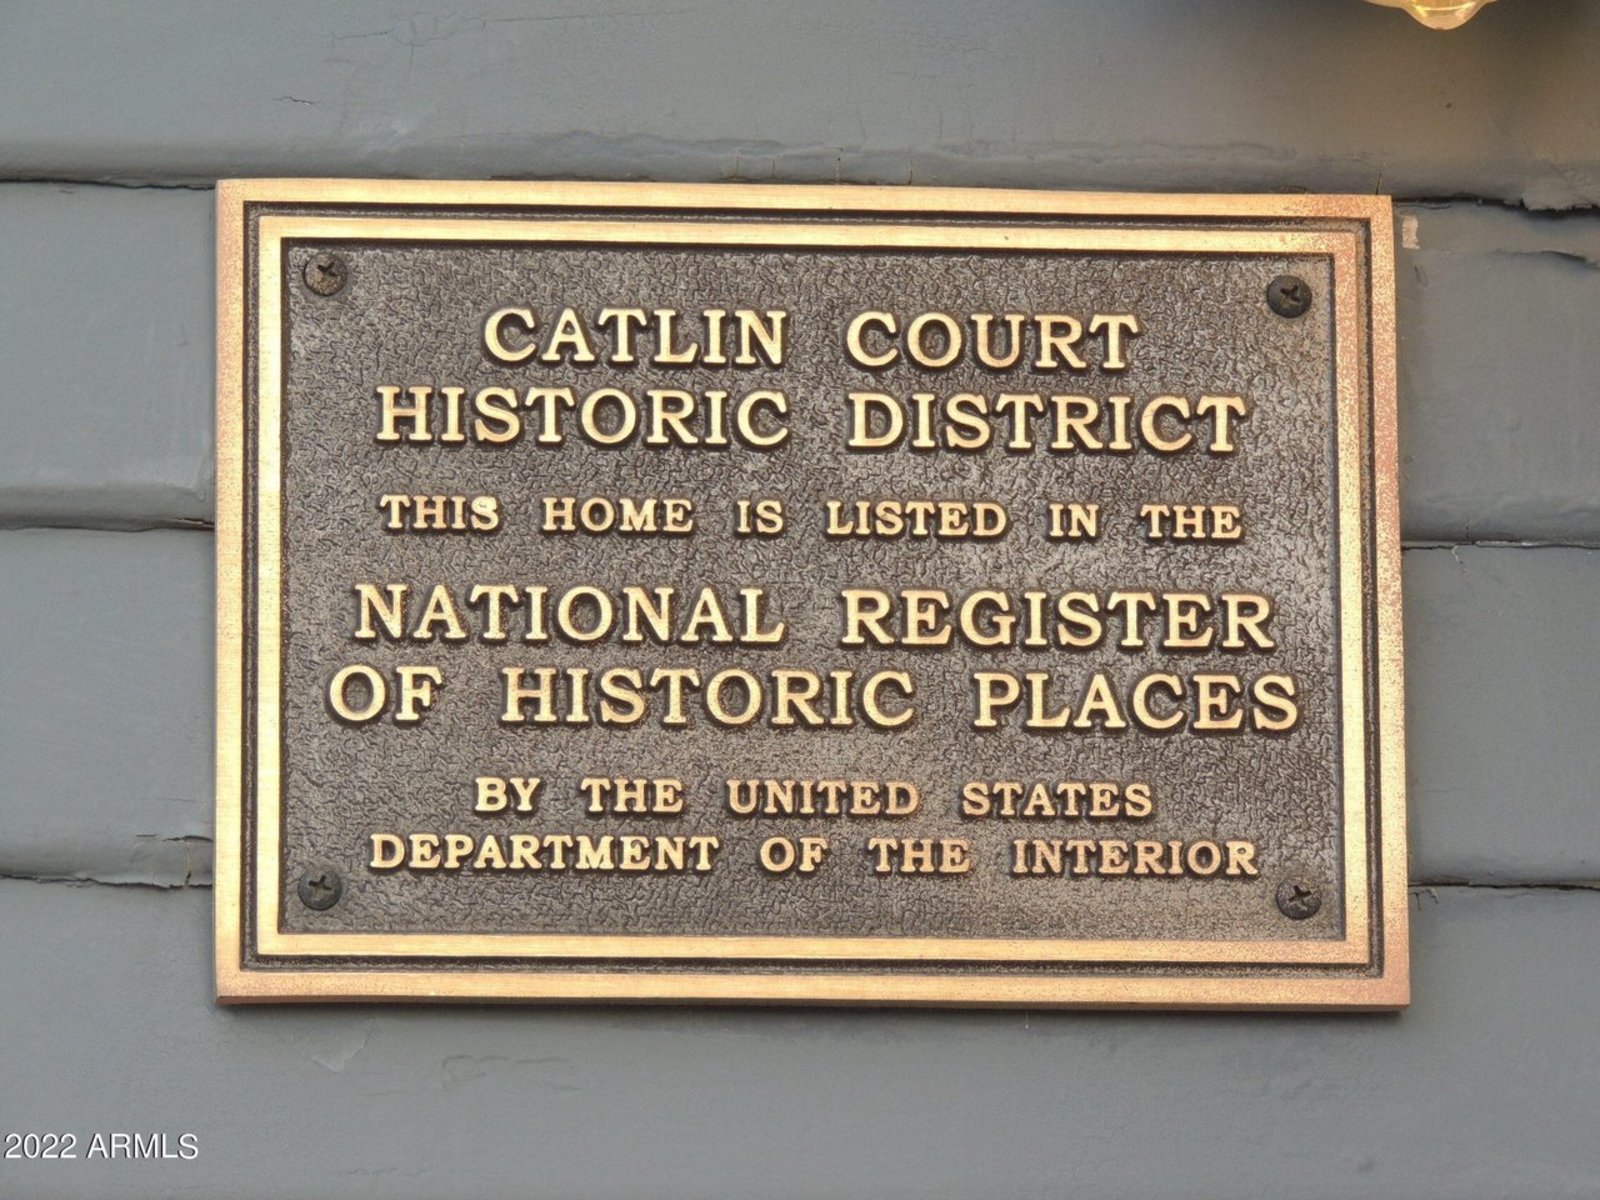 CATLIN COURT
HISTORIC DISTRICT
THIS HOME IS LISTED IN THE
NATIONAL REGISTER
OF HISTORIC PLACES
BY THE UNITED STATES
DEPARTMENT OF THE INTERIOR
2022 ARMLS